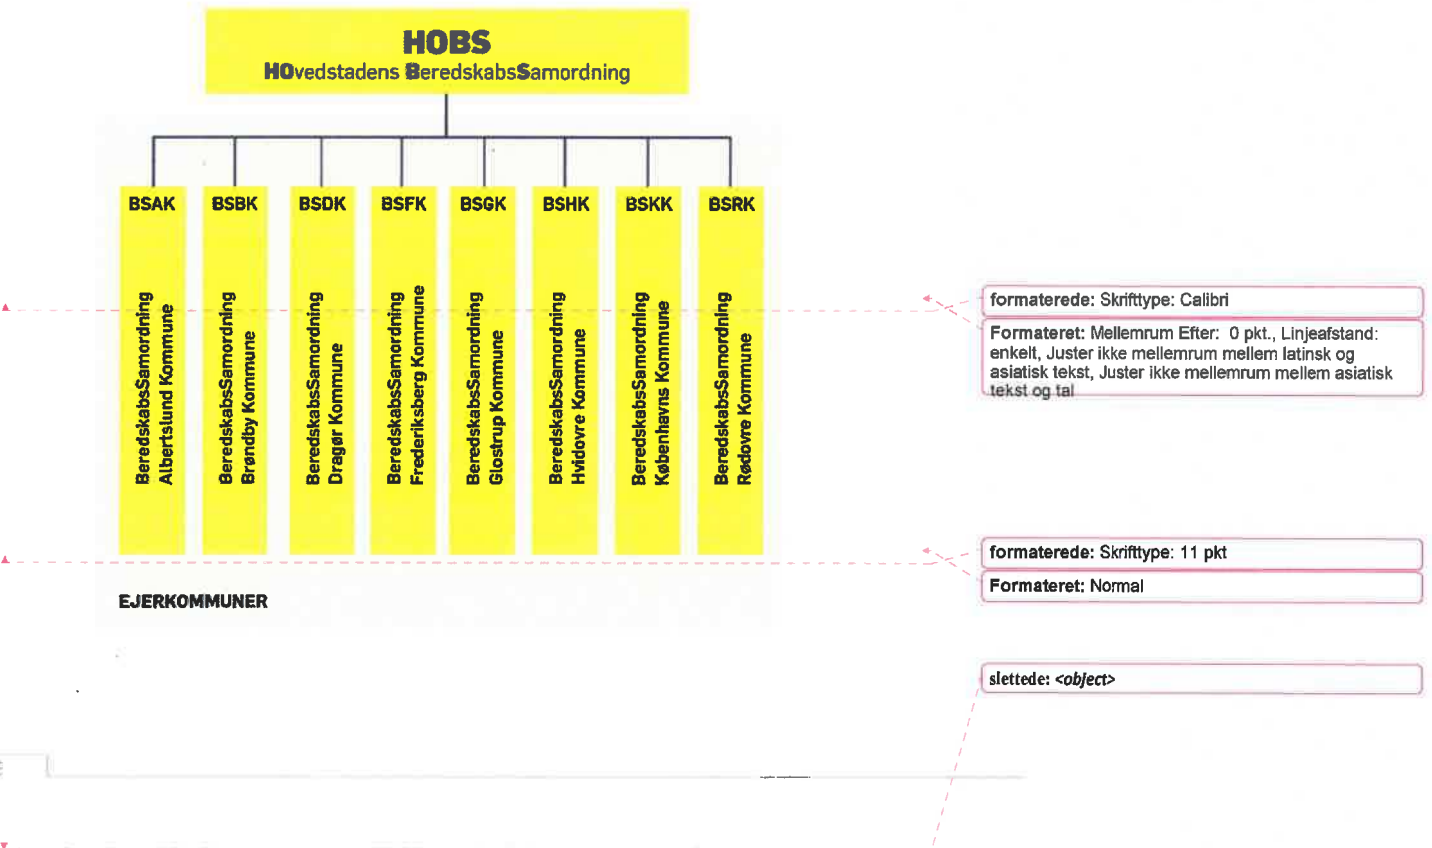 HOBS
HOvedstadens BeredskabsSamordning
BSAK
BSBK
BSDK
BSFK
BSGK
BSHK
BSKK
BSRK
BeredskabsSamordning
Albertslund Kommune
BeredskabsSamordning
Brøndby Kommune
BeredskabsSamordning
Dragør Kommune
BeredskabsSamordning
Frederiksberg Kommune
BeredskabsSamordning
Glostrup Kommune
BeredskabsSamordning
Hvidovre Kommune
BeredskabsSamordning
Københavns Kommune
BeredskabsSamordning
Rødovre Kommune
EJERKOMMUNER
formaterede: Skrifttype: Calibri
Formateret: Mellemrum Efter: 0 pkt., Linjeafstand:
enkelt, Juster ikke mellemrum mellem latinsk og
asiatisk tekst, Juster ikke mellemrum mellem asiatisk
tekst og tal
formaterede: Skrifttype: 11 pkt
Formateret: Normal
slettede: <object>